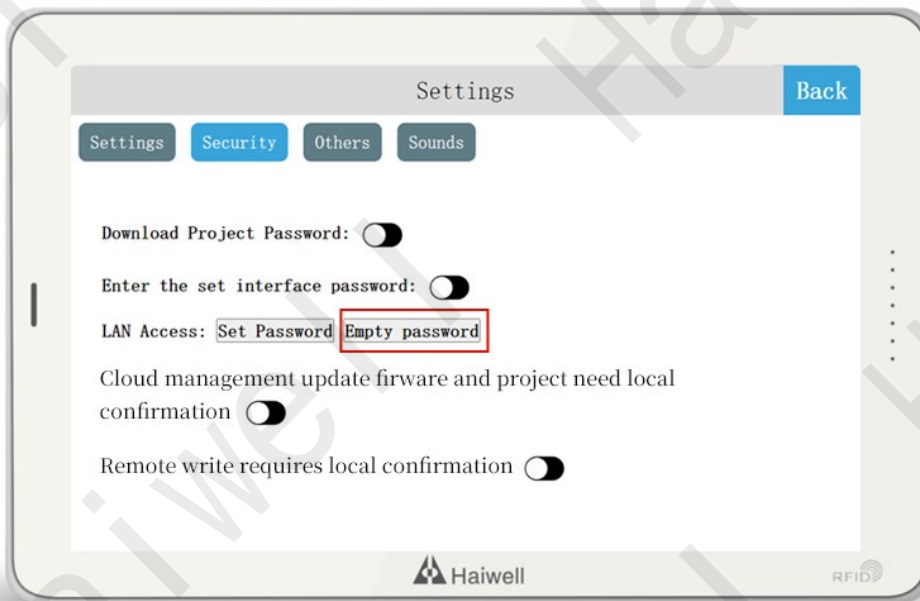 Settings
Back
Settings
Security
Others
Sounds
Download Project Password:
Enter the set interface password:
LAN Access: Set Password Empty password
Cloud management update firware and project need local
confirmation
Remote write requires local confirmation
Haiwell
RFID